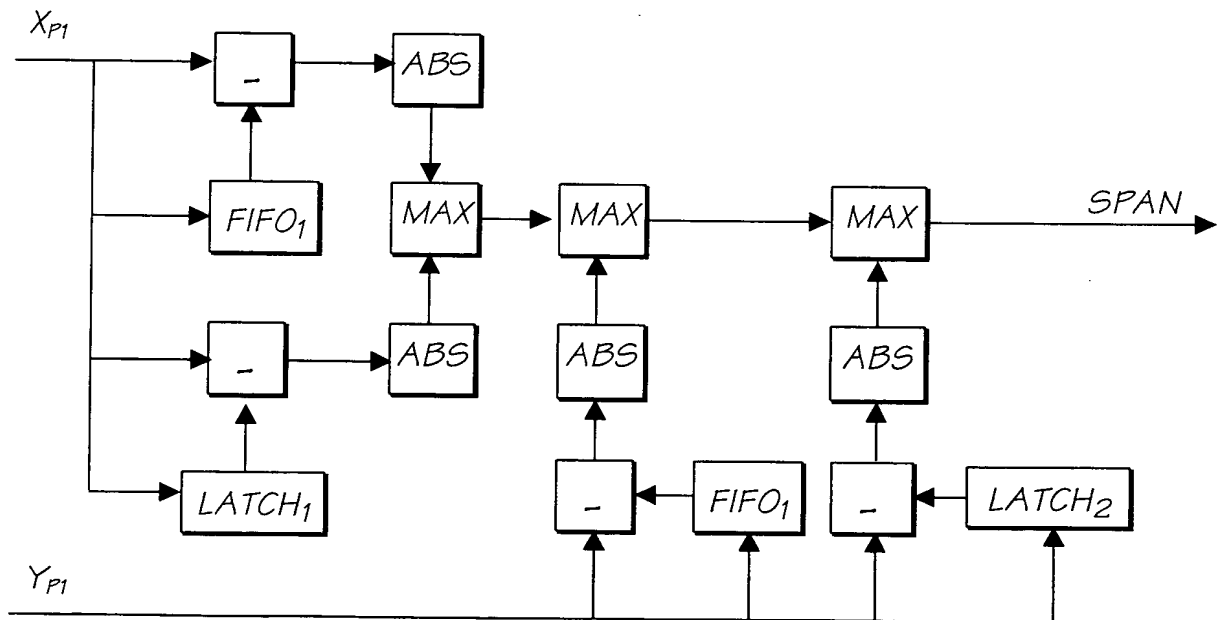 X_P1
-
ABS
FIFO_1
MAX
MAX
MAX
SPAN
-
ABS
ABS
ABS
LATCH_1
-
FIFO_1
-
LATCH_2
Y_P1